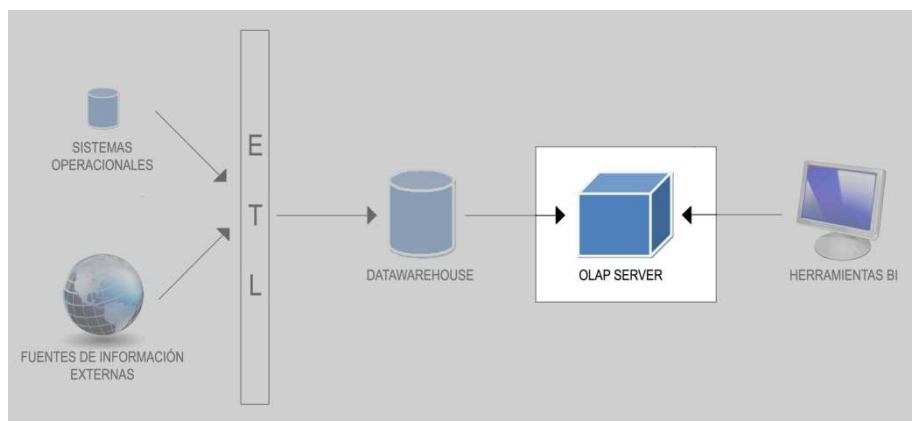 SISTEMAS
OPERACIONALES
FUENTES DE INFORMACIÓN
EXTERNAS
E
T
L
DATAWAREHOUSE
OLAP SERVER
HERRAMIENTAS BI